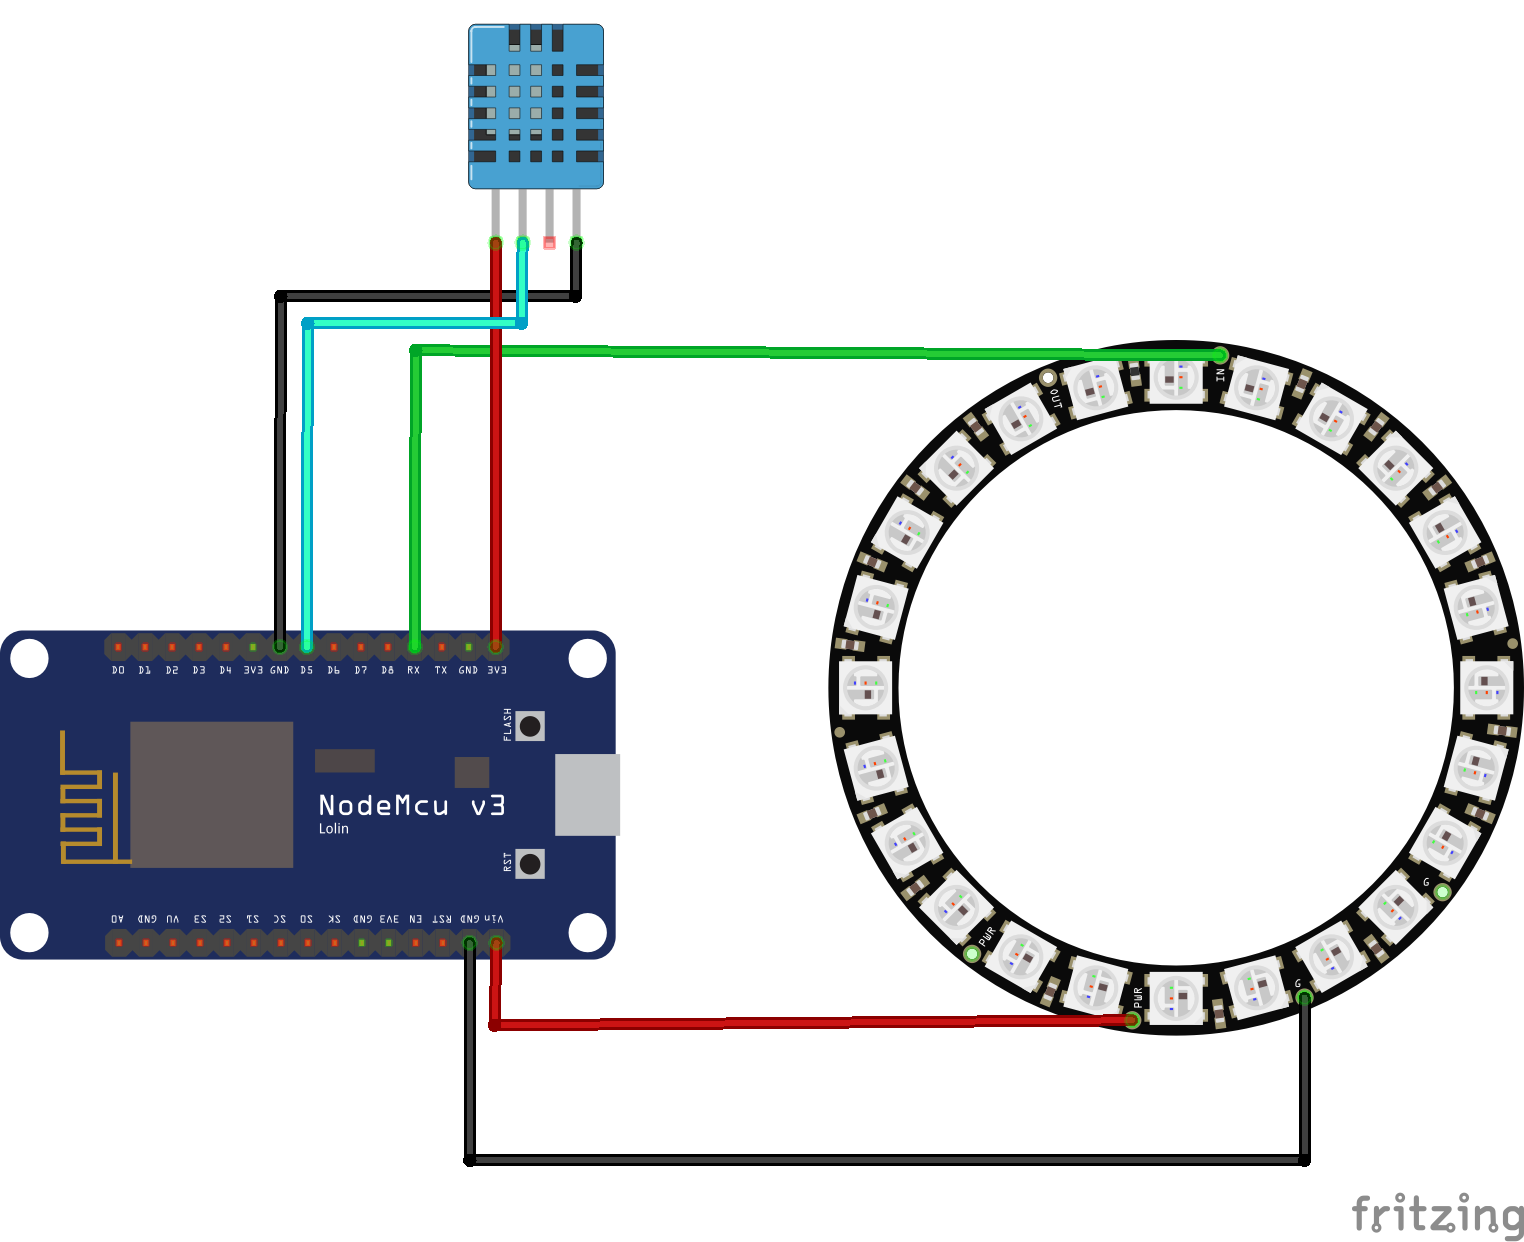 D0 D1 D2 D3 D4 3V3 GND D5 D6 D7 D8 RX TX GND 3V3
FLASH
NodeMcu v3
Lolin
RST
A0 GND VU S3 S2 S1 SC S0 SK GND 3V3 EN RST GND Vin
OUT
IN
G
PWR
PWR
G
fritzing